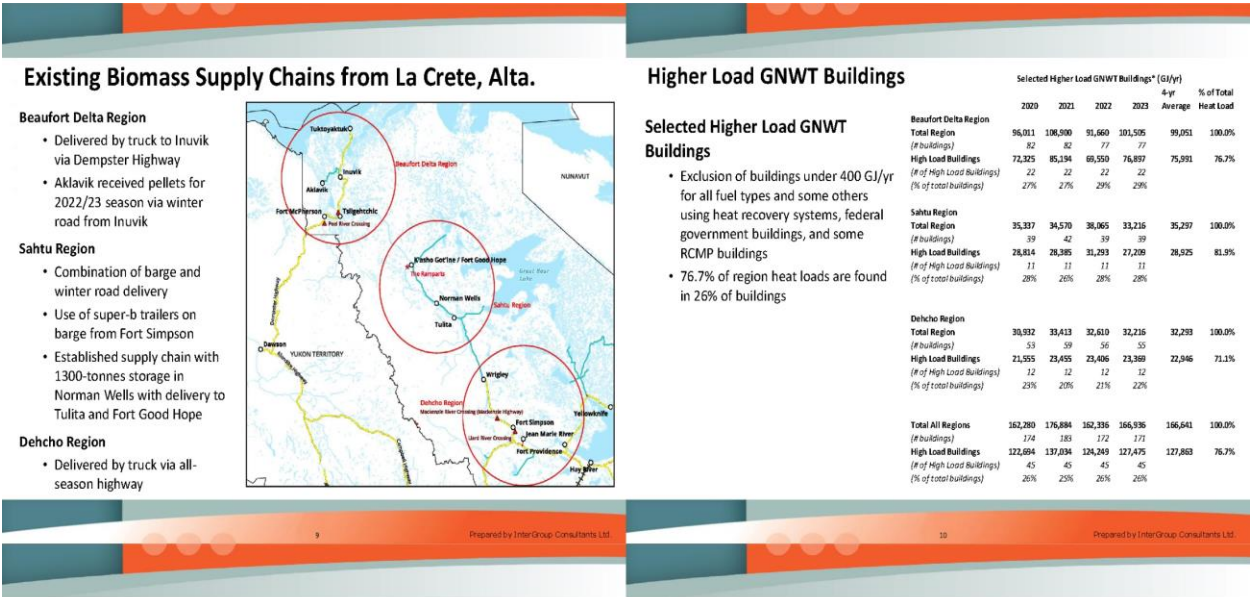 Existing Biomass Supply Chains from La Crete, Alta.
Beaufort Delta Region
• Delivered by truck to Inuvik
via Dempster Highway
• Aklavik received pellets for
2022/23 season via winter
road from Inuvik
Sahtu Region
• Combination of barge and
winter road delivery
• Use of super-b trailers on
barge from Fort Simpson
• Established supply chain with
1300-tonnes storage in
Norman Wells with delivery to
Tulita and Fort Good Hope
Dehcho Region
• Delivered by truck via all-
season highway
Tuktoyaktuk
Beaufort Delta Region
Inuvik
Aklavik
NUNAVUT
Fort McPherson
Tsiigehtchic
Peel River Crossing
K'asho Got'ine / Fort Good Hope
The Ramparts
Great Bear
Lake
Norman Wells
Sahtu Region
Tulita
Dempster Highway
Dawson
YUKON TERRITORY
Klondike Highway
Wrigley
Dehcho Region
Mackenzie River Crossing (Mackenzie Highway)
Yellowknife
Fort Simpson
Jean Marie River
Liard River Crossing
Fort Providence
Hay River
Campbell Highway
9
Prepared by InterGroup Consultants Ltd.
Higher Load GNWT Buildings
Selected Higher Load GNWT
Buildings
• Exclusion of buildings under 400 GJ/yr
for all fuel types and some others
using heat recovery systems, federal
government buildings, and some
RCMP buildings
• 76.7% of region heat loads are found
in 26% of buildings
Selected Higher Load GNWT Buildings* (GJ/yr)
4-yr % of Total
2020 2021 2022 2023 Average Heat Load
Beaufort Delta Region
Total Region 96,011 108,900 91,660 101,505 99,051 100.0%
(# buildings) 82 82 77 77
High Load Buildings 72,325 85,194 69,550 76,897 75,991 76.7%
(# of High Load Buildings) 22 22 22 22
(% of total buildings) 27% 27% 29% 29%
Sahtu Region
Total Region 35,337 34,570 38,065 33,216 35,297 100.0%
(# buildings) 39 42 39 39
High Load Buildings 28,814 28,385 31,293 27,209 28,925 81.9%
(# of High Load Buildings) 11 11 11 11
(% of total buildings) 28% 26% 28% 28%
Dehcho Region
Total Region 30,932 33,413 32,610 32,216 32,293 100.0%
(# buildings) 53 59 56 55
High Load Buildings 21,555 23,455 23,406 23,369 22,946 71.1%
(# of High Load Buildings) 12 12 12 12
(% of total buildings) 23% 20% 21% 22%
Total All Regions 162,280 176,884 162,336 166,936 166,641 100.0%
(# buildings) 174 183 172 171
High Load Buildings 122,694 137,034 124,249 127,475 127,863 76.7%
(# of High Load Buildings) 45 45 45 45
(% of total buildings) 26% 25% 26% 26%
10
Prepared by InterGroup Consultants Ltd.